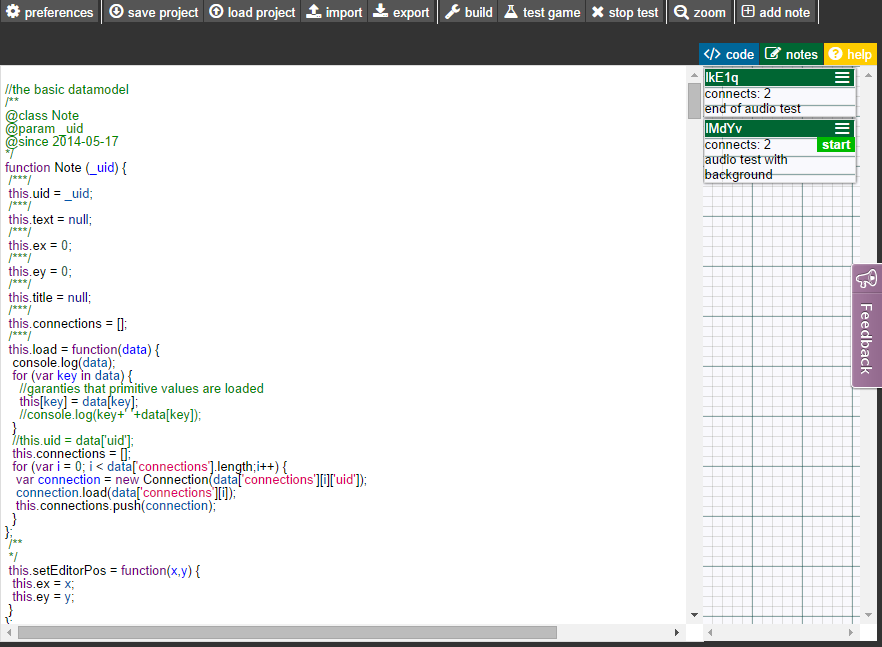 preferences save project load project import export build test game stop test zoom add note
</> code notes ? help
//the basic datamodel
/**
@class Note
@param _uid
@since 2014-05-17
*/
function Note (_uid) {
/***/
this.uid = _uid;
/***/
this.text = null;
/***/
this.ex = 0;
/***/
this.ey = 0;
/***/
this.title = null;
/***/
this.connections = [];
/***/
this.load = function(data) {
console.log(data);
for (var key in data) {
//garanties that primitive values are loaded
this[key] = data[key];
//console.log(key+' '+data[key]);
}
//this.uid = data['uid'];
this.connections = [];
for (var i = 0; i < data['connections'].length;i++) {
var connection = new Connection(data['connections'][i]['uid']);
connection.load(data['connections'][i]);
this.connections.push(connection);
}
};
/**
*/
this.setEditorPos = function(x,y) {
this.ex = x;
this.ey = y;
}
};
IkE1q
connects: 2
end of audio test
IMdYv
connects: 2 start
audio test with
background
Feedback